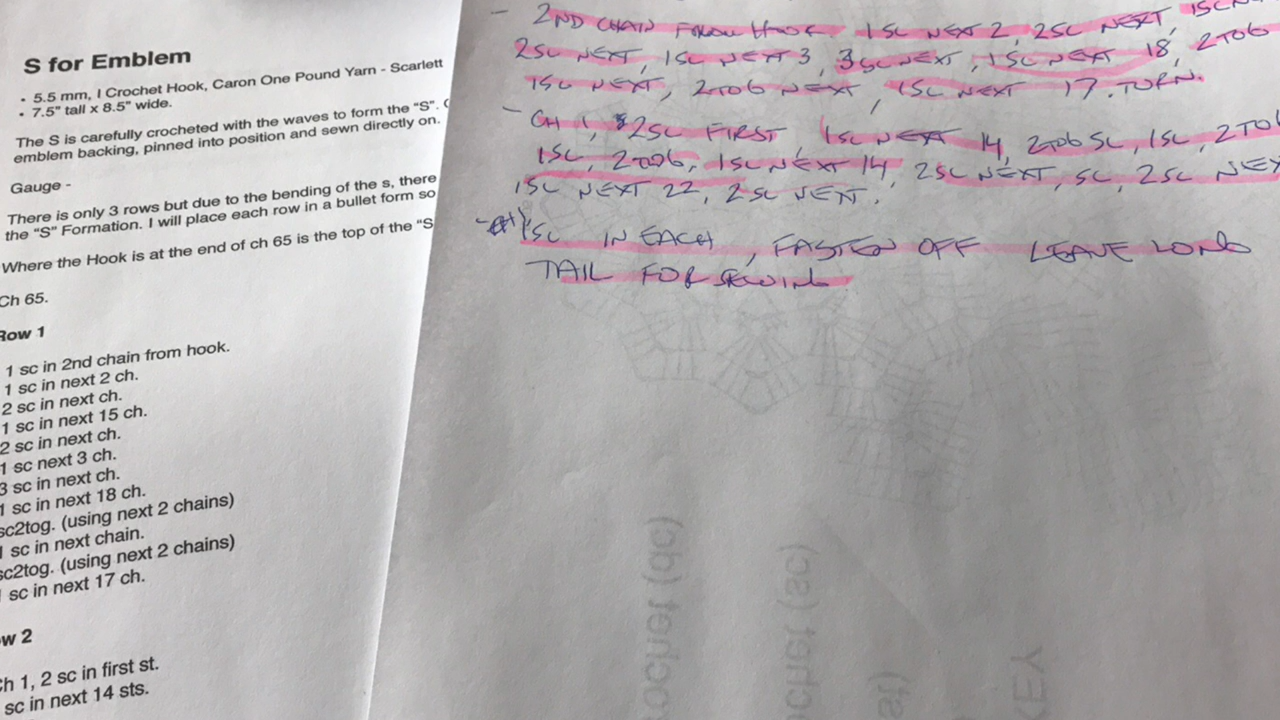 S for Emblem
• 5.5 mm, I Crochet Hook, Caron One Pound Yarn - Scarlett
• 7.5" tall x 8.5" wide.
The S is carefully crocheted with the waves to form the "S".
emblem backing, pinned into position and sewn directly on.
Gauge -
There is only 3 rows but due to the bending of the s, there
the "S" Formation. I will place each row in a bullet form so
Where the Hook is at the end of ch 65 is the top of the "S
Ch 65.
Row 1
1 sc in 2nd chain from hook.
1 sc in next 2 ch.
2 sc in next ch.
1 sc in next 15 ch.
2 sc in next ch.
1 sc next 3 ch.
3 sc in next ch.
1 sc in next 18 ch.
sc2tog. (using next 2 chains)
1 sc in next chain.
sc2tog. (using next 2 chains)
1 sc in next 17 ch.
w 2
Ch 1, 2 sc in first st.
sc in next 14 sts.
- 2ND CHAIN FROM HOOK 1SC NEXT 2, 2SC NEXT,
2SC NEXT, 1SC NEXT 3, 3SC NEXT, 1SC NEXT 18, 2TOG
1SC NEXT, 2TOG NEXT, 1SC NEXT 17. TURN.
- CH 1, 2SC FIRST, 1SC NEXT 14, 2TOG SC, 1SC, 2TOG
1SC, 2TOG, 1SC NEXT 14, 2SC NEXT, SC, 2SC NEX
1SC NEXT 22, 2SC NEXT.
1SC IN EACH, FASTEN OFF LEAVE LONG
TAIL FOR SEWING
rochet (dc)
chet (sc)
KEY